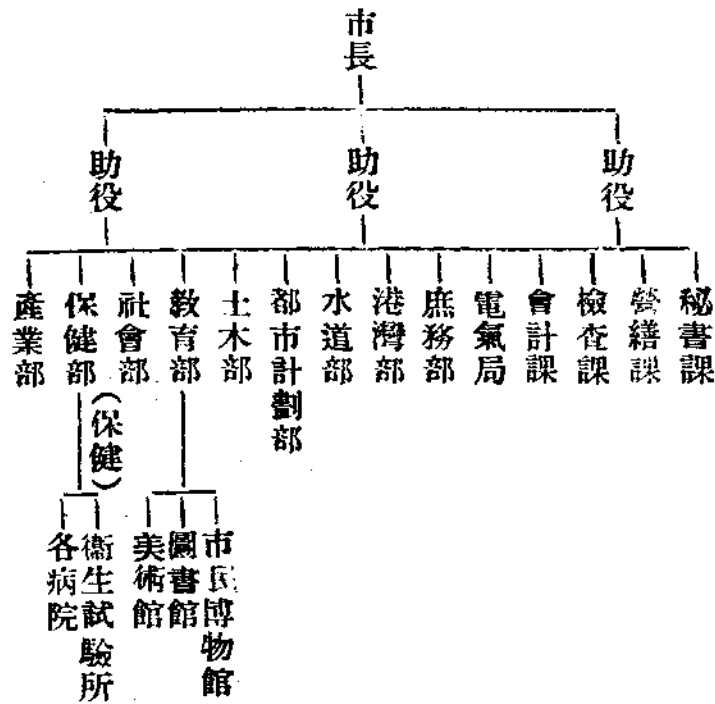 市長
助役
助役
助役
秘書課
營繕課
檢査課
會計課
電氣局
庶務部
港灣部
水道部
都市計劃部
土木部
敎育部
社會部
保健部
(保健)
產業部
市民博物館
圖書館
美術館
衞生試驗所
各病院